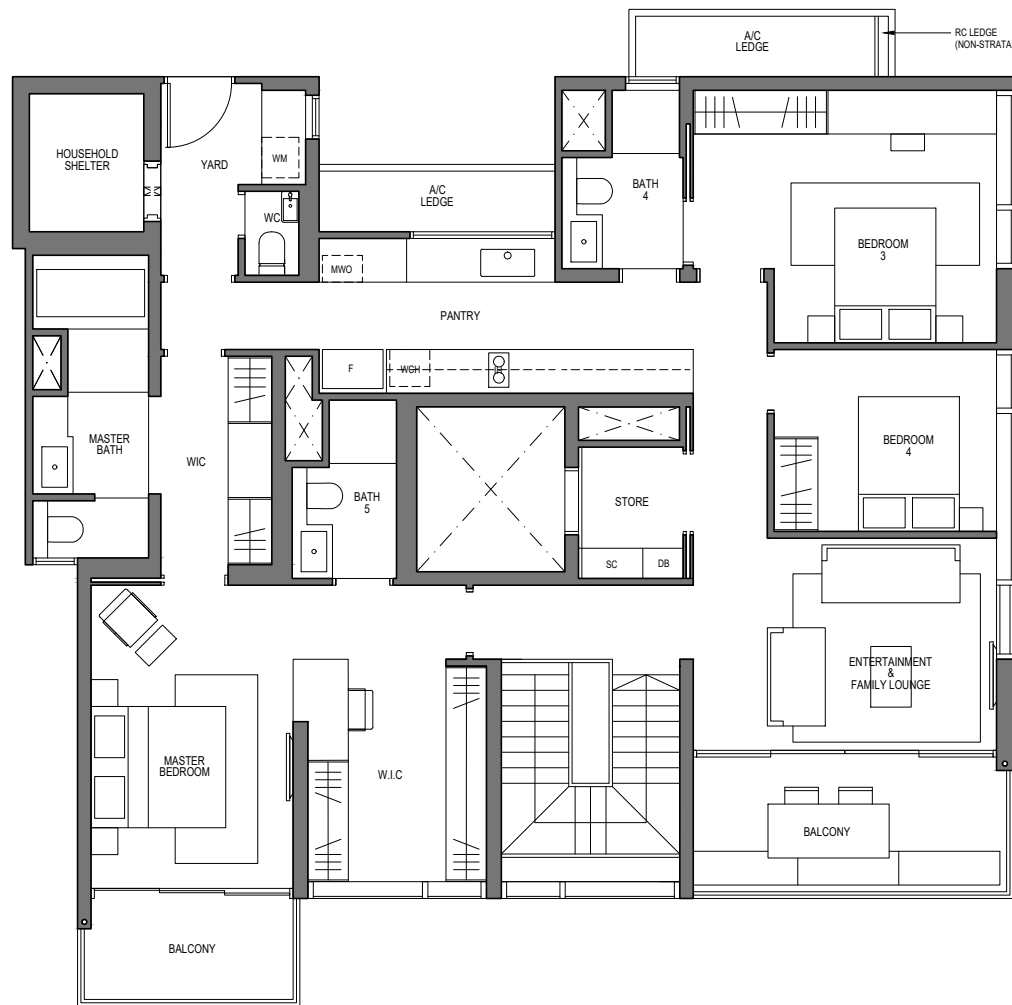 A/C
LEDGE
RC LEDGE
(NON-STRATA
HOUSEHOLD
SHELTER
YARD
WM
WC
A/C
LEDGE
BATH
4
BEDROOM
3
MWO
PANTRY
F
WCH
MASTER
BATH
WIC
BATH
5
STORE
SC
DB
BEDROOM
4
ENTERTAINMENT
&
FAMILY LOUNGE
MASTER
BEDROOM
W.I.C
BALCONY
BALCONY